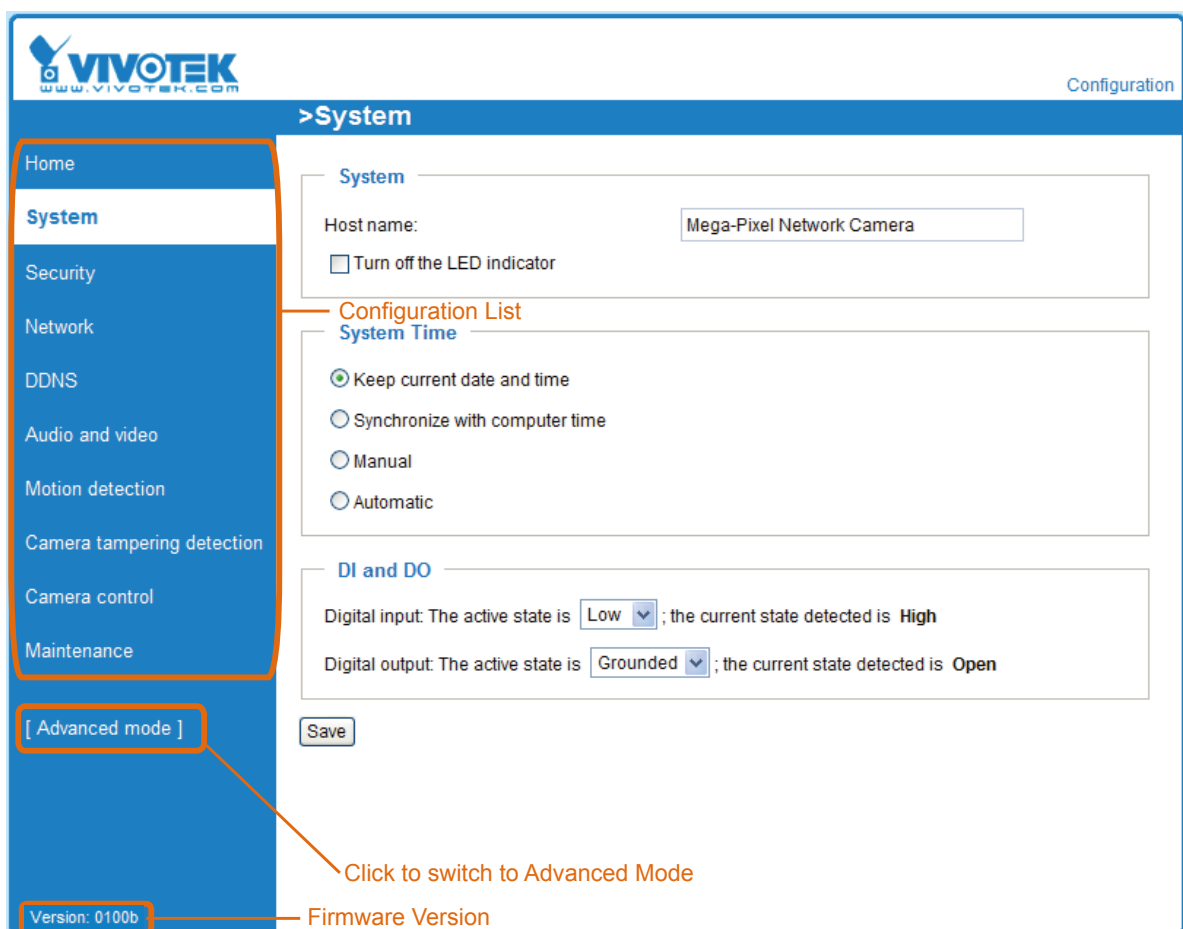 VIVOTEK
www.vivotek.com
Configuration
>System
Home
System
Security
Network
DDNS
Audio and video
Motion detection
Camera tampering detection
Camera control
Maintenance
[ Advanced mode ]
Version: 0100b
System
Host name: Mega-Pixel Network Camera
Turn off the LED indicator
Configuration List
System Time
Keep current date and time
Synchronize with computer time
Manual
Automatic
DI and DO
Digital input: The active state is Low ; the current state detected is High
Digital output: The active state is Grounded ; the current state detected is Open
Save
Click to switch to Advanced Mode
Firmware Version